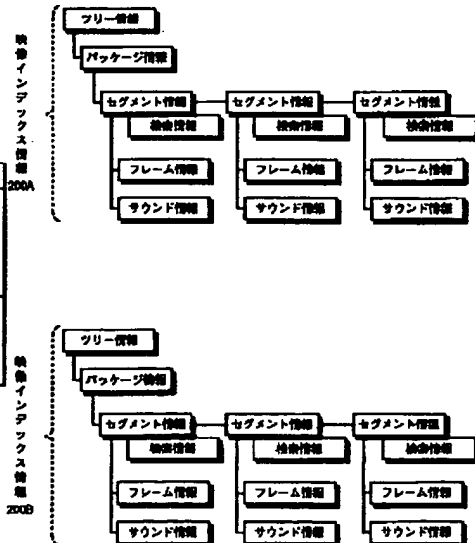 映像インデックス情報
200A
ツリー情報
パッケージ情報
セグメント情報 セグメント情報 セグメント情報
検索情報 検索情報 検索情報
フレーム情報 フレーム情報 フレーム情報
サウンド情報 サウンド情報 サウンド情報
映像インデックス情報
200B
ツリー情報
パッケージ情報
セグメント情報 セグメント情報 セグメント情報
検索情報 検索情報 検索情報
フレーム情報 フレーム情報 フレーム情報
サウンド情報 サウンド情報 サウンド情報